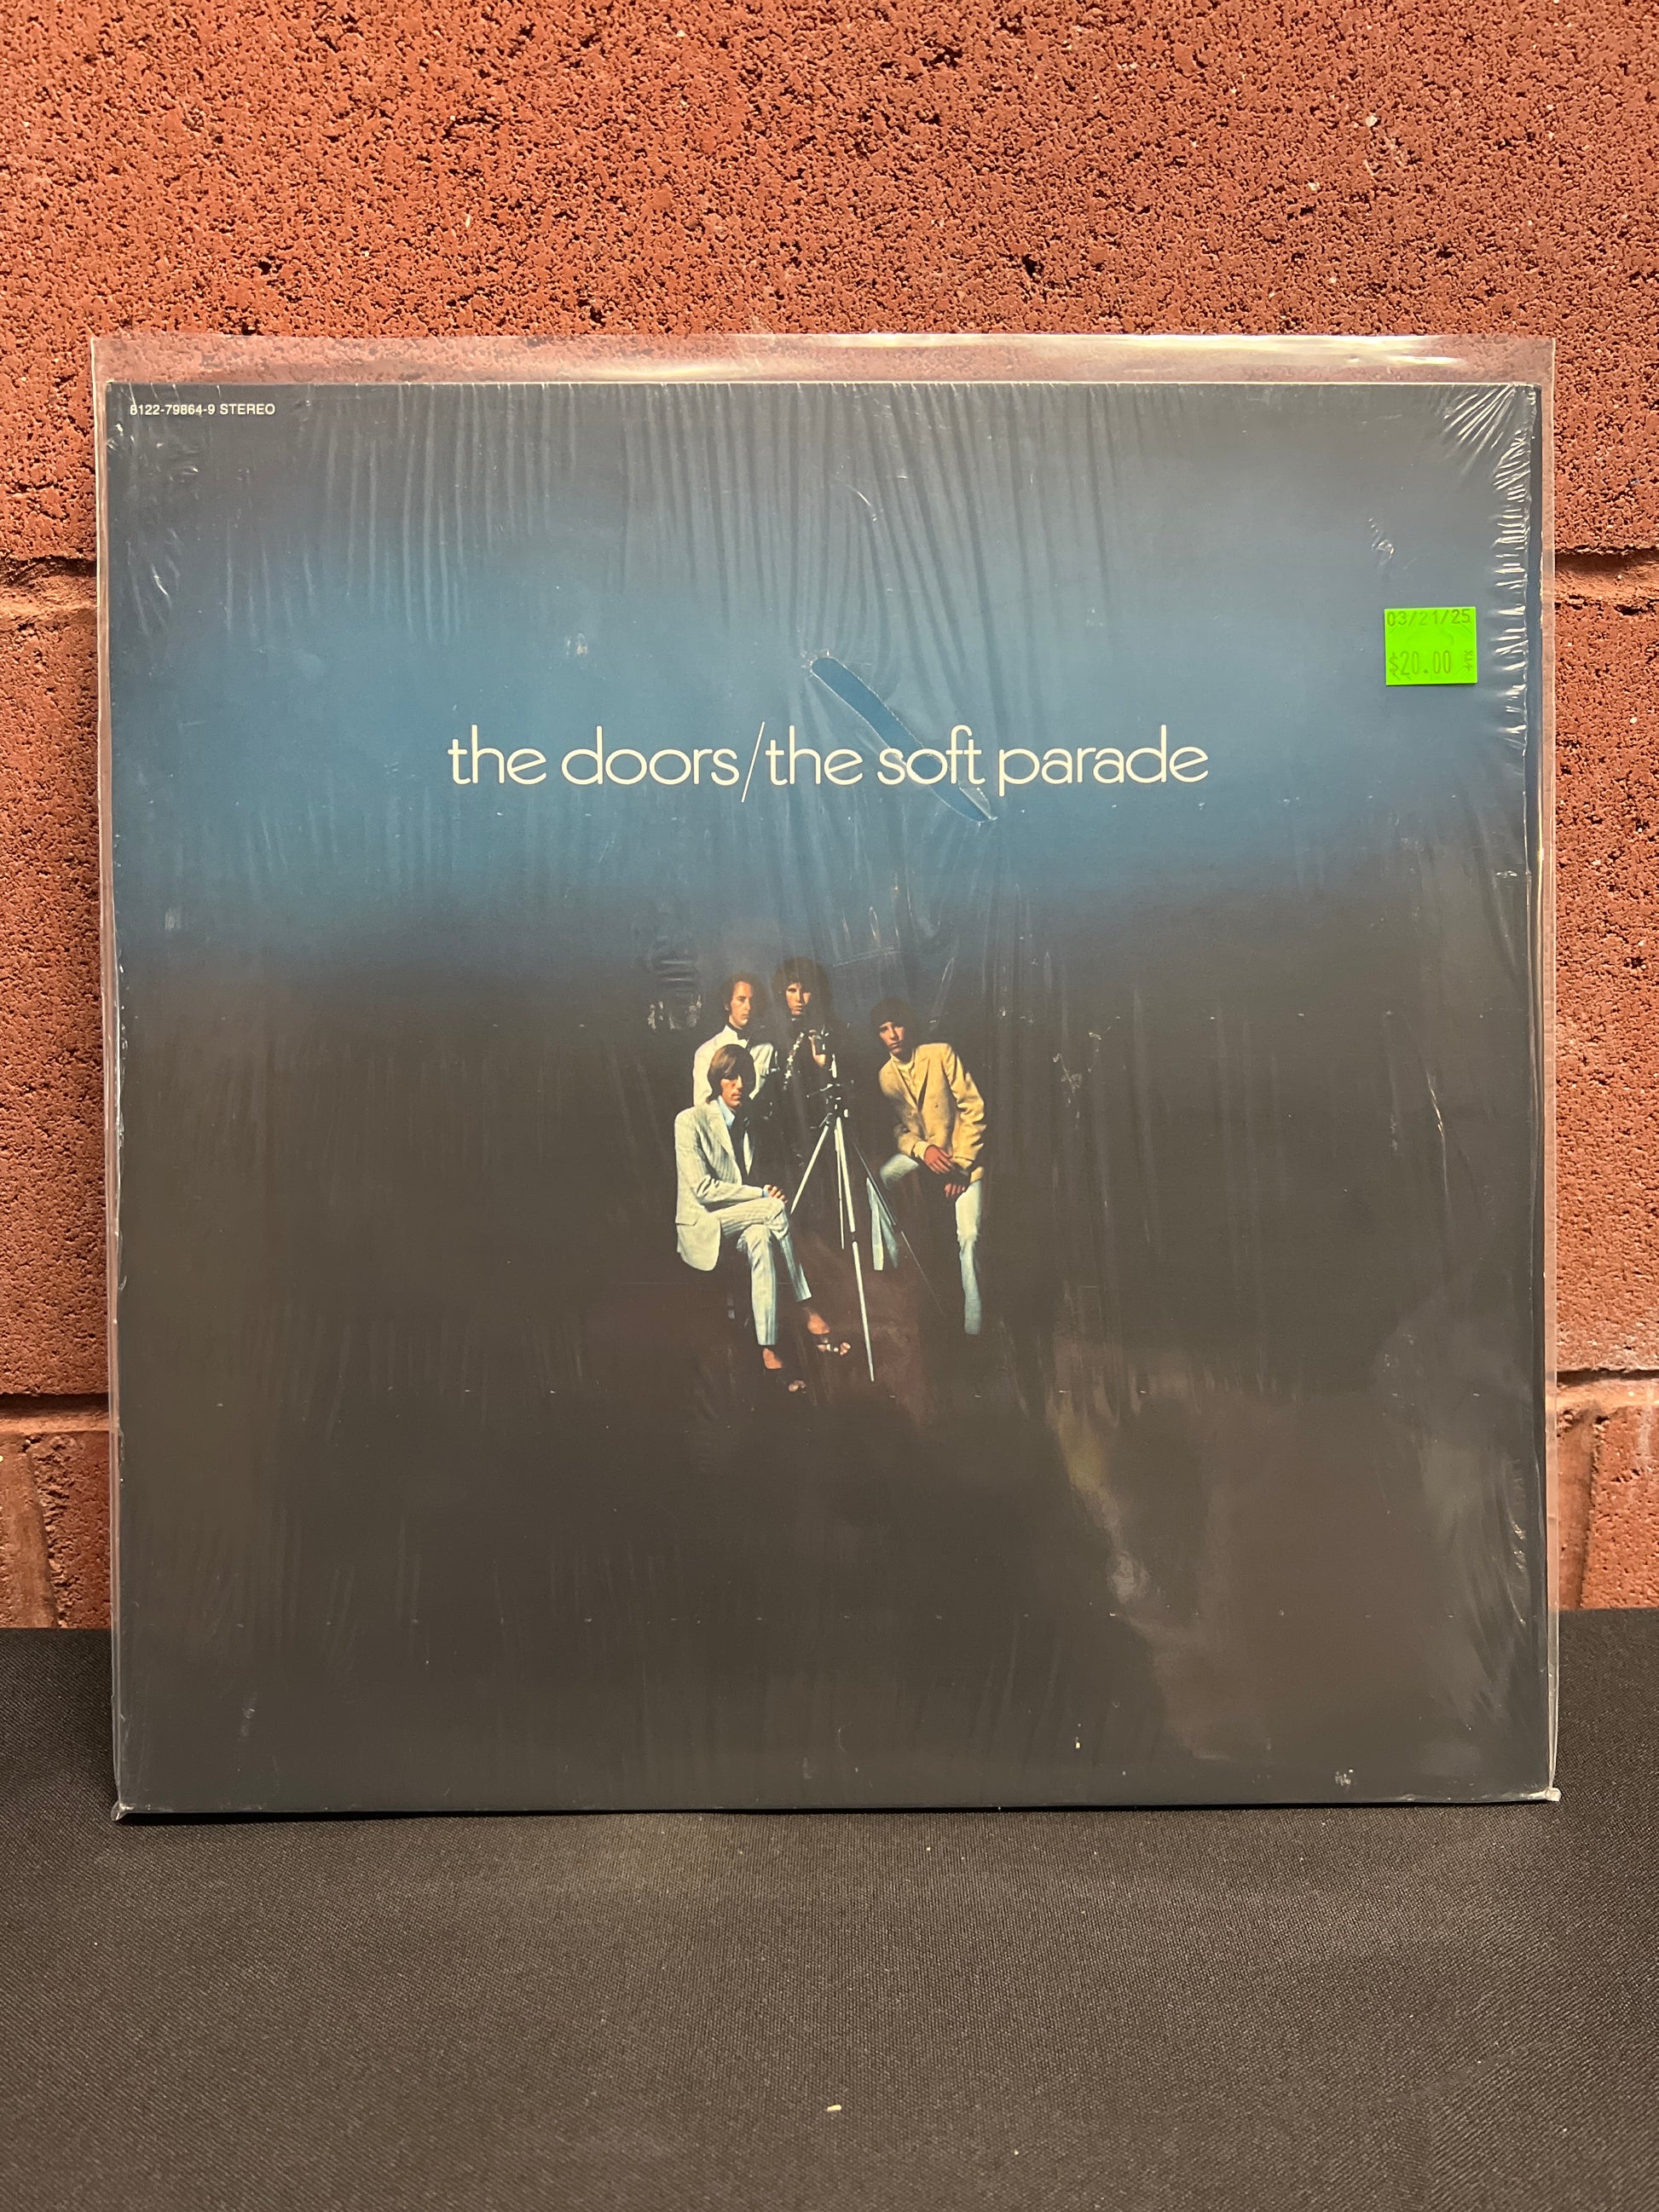 8122-79864-9 STEREO
03/21/25
$20.00
the doors/the soft parade